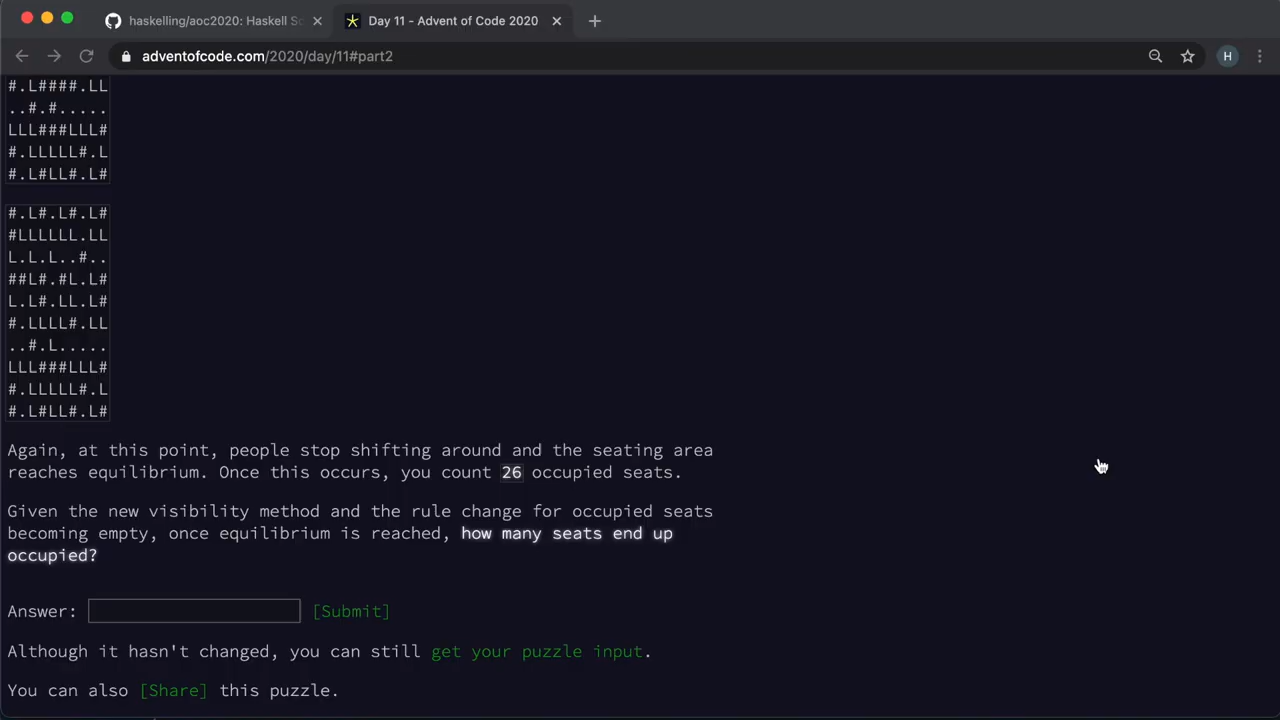 haskelling/aoc2020: Haskell Sc
Day 11 - Advent of Code 2020
adventofcode.com/2020/day/11#part2
H
#.L####.LL
..#.#.....
LLL###LLL#
#.LLLLL#.L
#.L#LL#.L#
#.L#.L#.L#
#LLLLLL.LL
L.L.L..#..
##L#.#L.L#
L.L#.LL.L#
#.LLLL#.LL
..#.L.....
LLL###LLL#
#.LLLLL#.L
#.L#LL#.L#
Again, at this point, people stop shifting around and the seating area
reaches equilibrium. Once this occurs, you count 26 occupied seats.
Given the new visibility method and the rule change for occupied seats
becoming empty, once equilibrium is reached, how many seats end up
occupied?
Answer: [Submit]
Although it hasn't changed, you can still get your puzzle input.
You can also [Share] this puzzle.